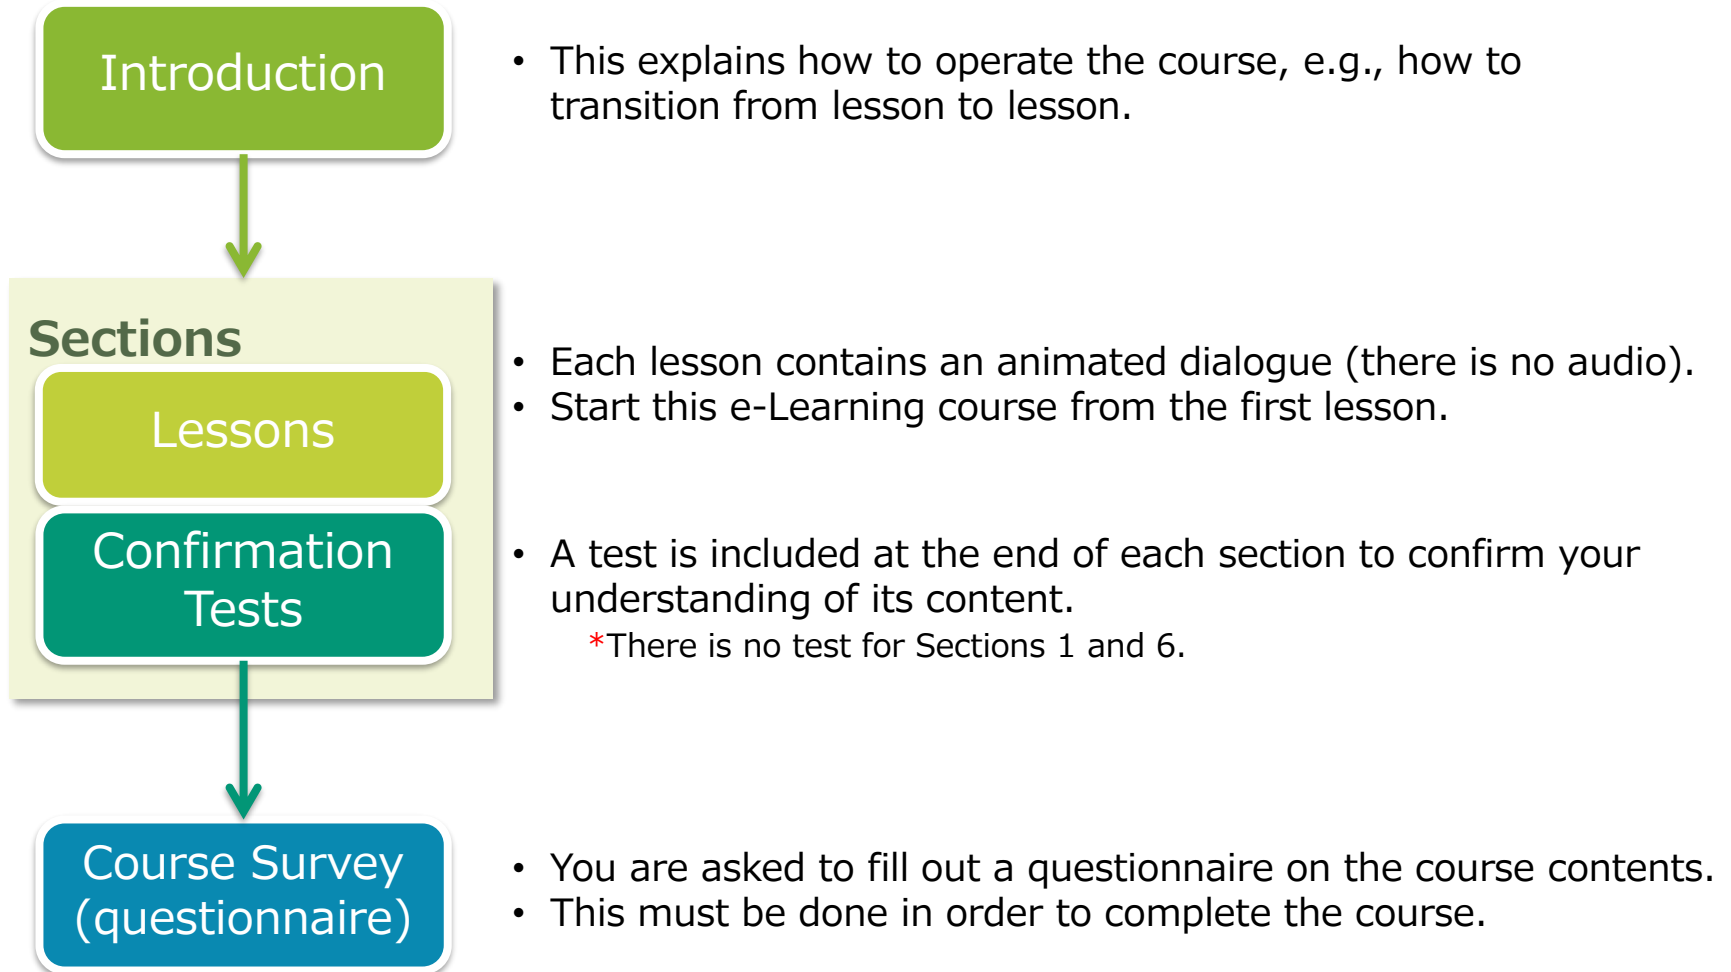 Introduction
• This explains how to operate the course, e.g., how to
transition from lesson to lesson.
Sections
Lessons
• Each lesson contains an animated dialogue (there is no audio).
• Start this e-Learning course from the first lesson.
Confirmation
Tests
• A test is included at the end of each section to confirm your
understanding of its content.
*There is no test for Sections 1 and 6.
Course Survey
(questionnaire)
• You are asked to fill out a questionnaire on the course contents.
• This must be done in order to complete the course.